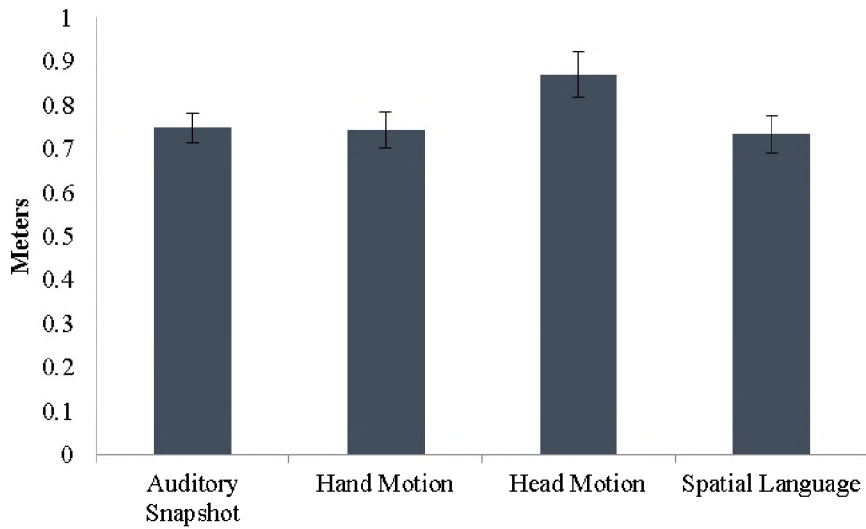 1
0.9
0.8
0.7
0.6
0.5
0.4
0.3
0.2
0.1
0
Meters
Auditory
Snapshot
Hand Motion
Head Motion
Spatial Language